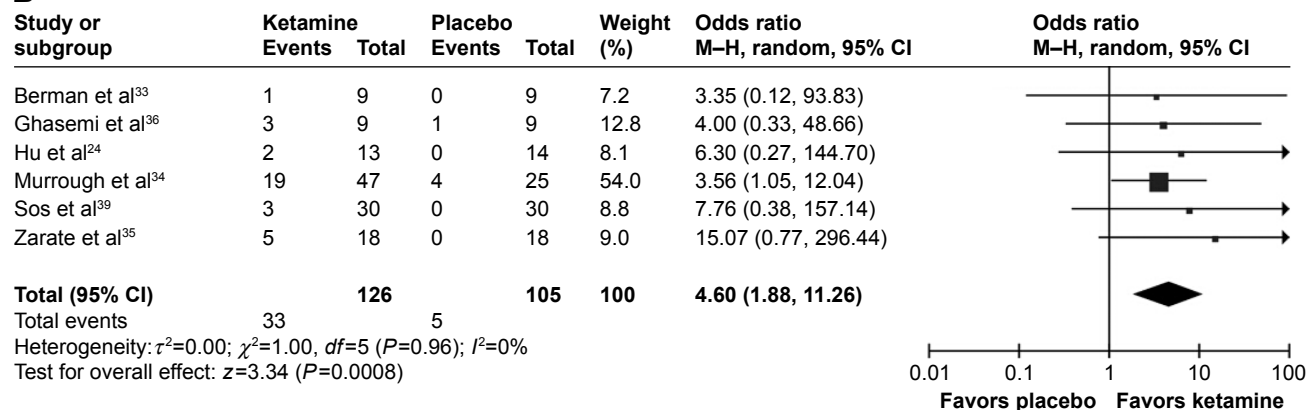 Study or subgroup Ketamine Events Total Placebo Events Total Weight (%) Odds ratio M–H, random, 95% CI Odds ratio M–H, random, 95% CI
Berman et al³³ 1 9 0 9 7.2 3.35 (0.12, 93.83)
Ghasemi et al³⁶ 3 9 1 9 12.8 4.00 (0.33, 48.66)
Hu et al²⁴ 2 13 0 14 8.1 6.30 (0.27, 144.70)
Murrough et al³⁴ 19 47 4 25 54.0 3.56 (1.05, 12.04)
Sos et al³⁹ 3 30 0 30 8.8 7.76 (0.38, 157.14)
Zarate et al³⁵ 5 18 0 18 9.0 15.07 (0.77, 296.44)
Total (95% CI) 126 105 100 4.60 (1.88, 11.26)
Total events 33 5
Heterogeneity: τ²=0.00; χ²=1.00, df=5 (P=0.96); I²=0%
Test for overall effect: z=3.34 (P=0.0008)
0.01 0.1 1 10 100
Favors placebo Favors ketamine